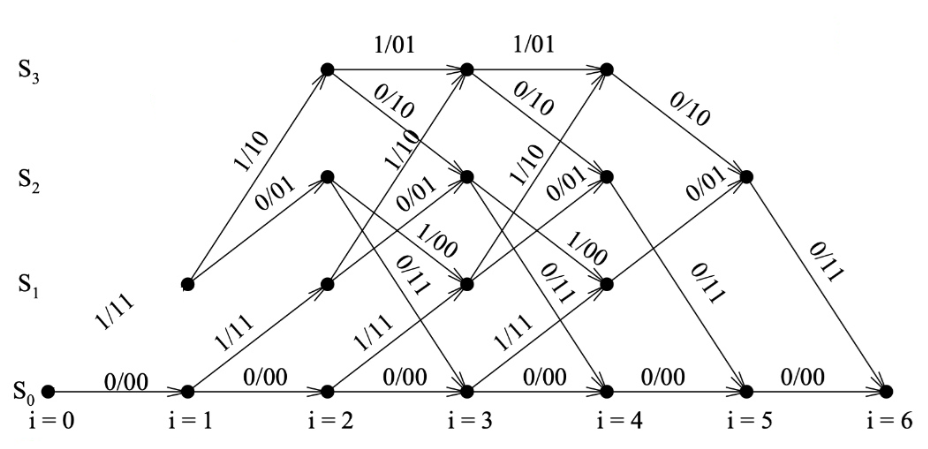 1/01 1/01
S3
0/10 0/10 0/10
1/10 1/10 1/10
S2
0/01 0/01 0/01 0/01
1/00 1/00
S1
0/11 0/11 0/11 0/11
1/11 1/11 1/11 1/11
S0
0/00 0/00 0/00 0/00 0/00 0/00
i = 0 i = 1 i = 2 i = 3 i = 4 i = 5 i = 6